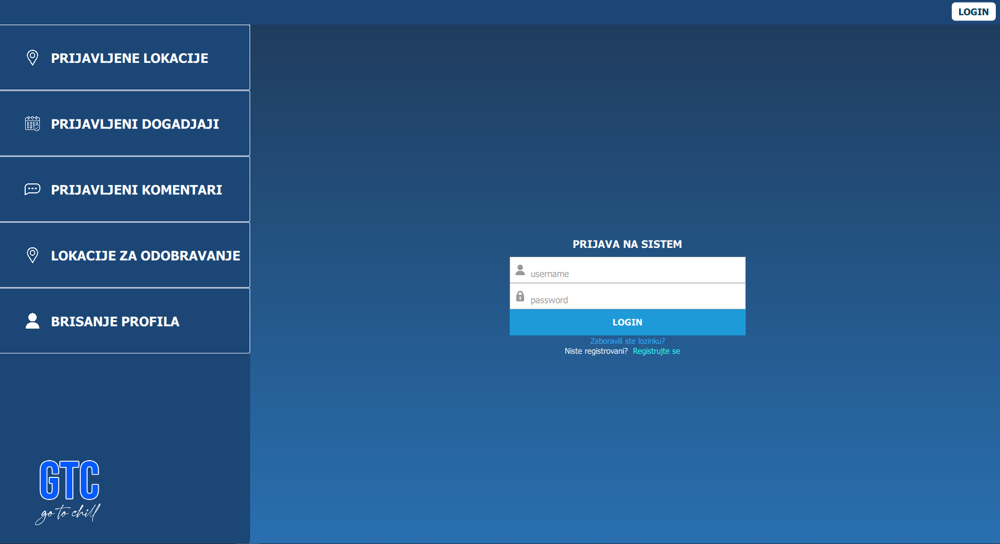 LOGIN
PRIJAVLJENE LOKACIJE
PRIJAVLJENI DOGADJAJI
PRIJAVLJENI KOMENTARI
LOKACIJE ZA ODOBRAVANJE
BRISANJE PROFILA
GTC
go to chill
PRIJAVA NA SISTEM
username
password
LOGIN
Zaboravili ste lozinku?
Niste registrovani? Registrujte se